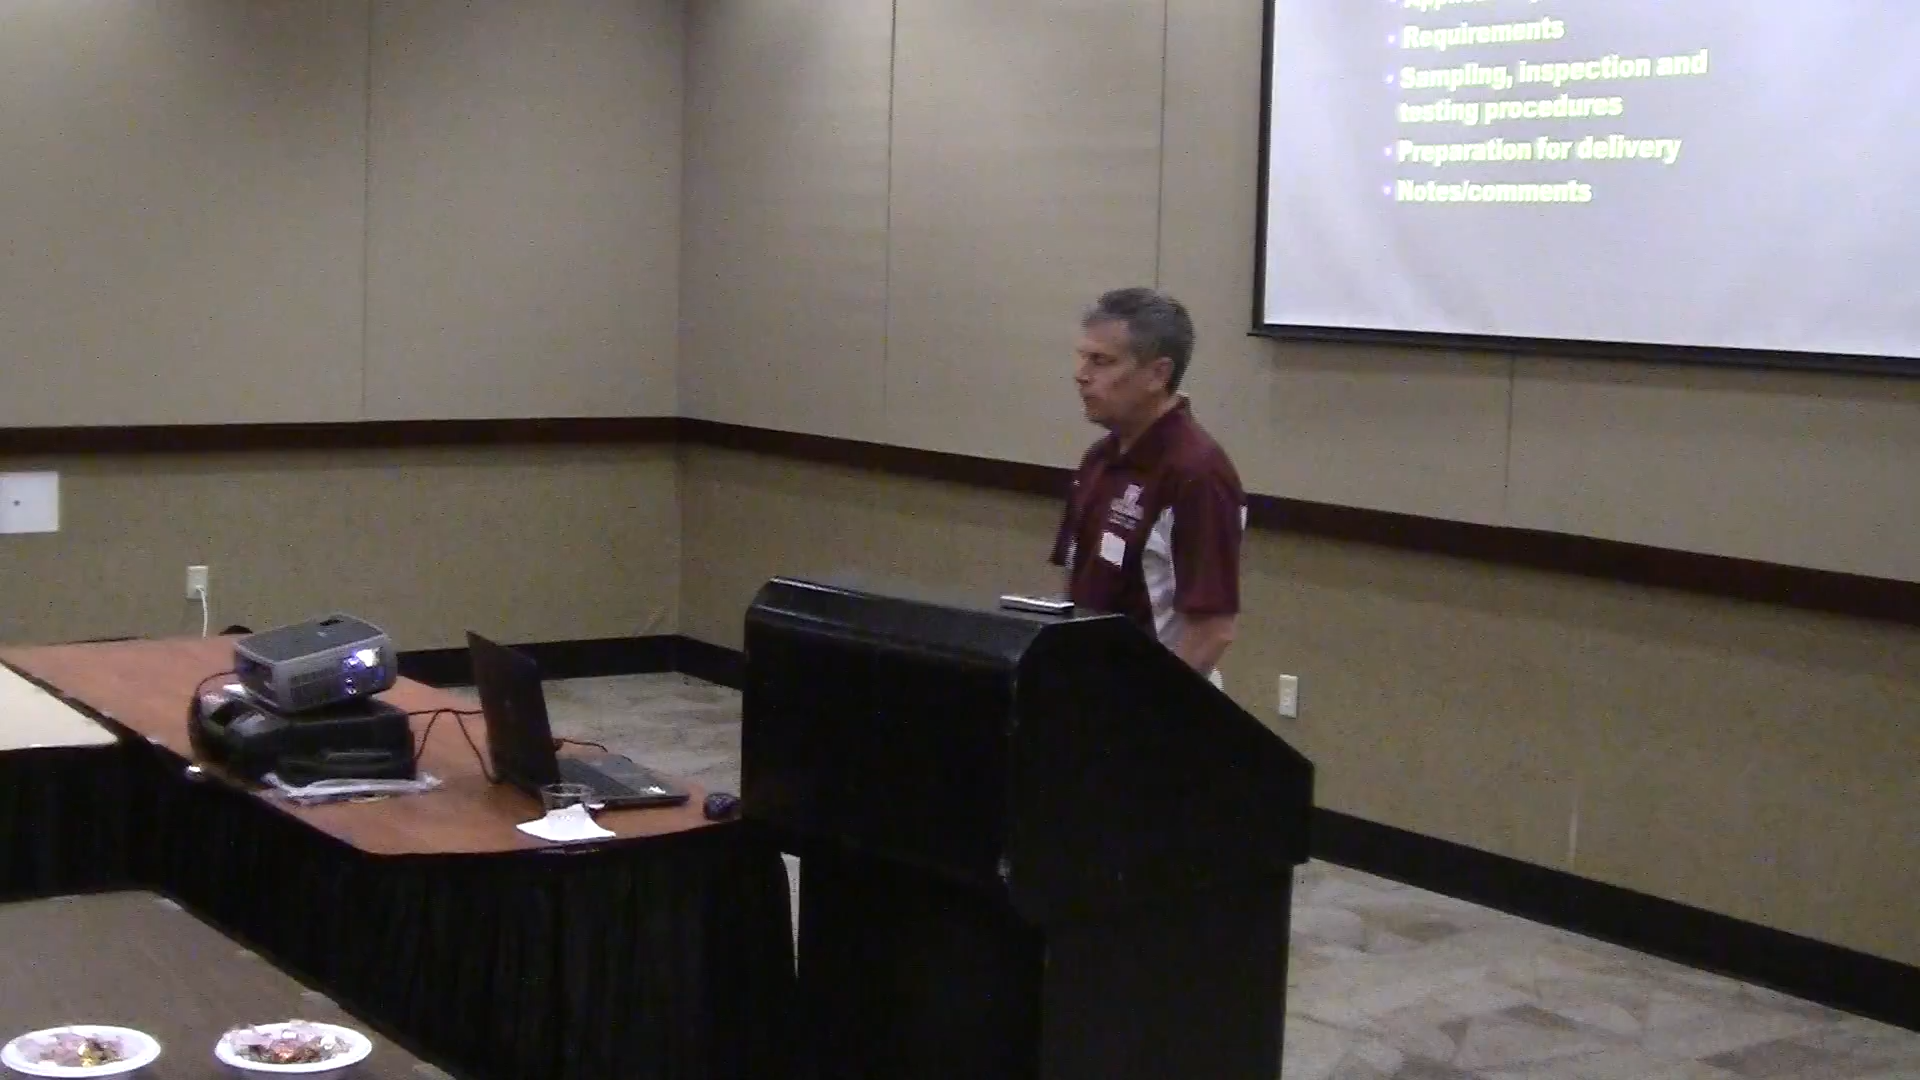 • Requirements
• Sampling, inspection and
testing procedures
• Preparation for delivery
• Notes/comments